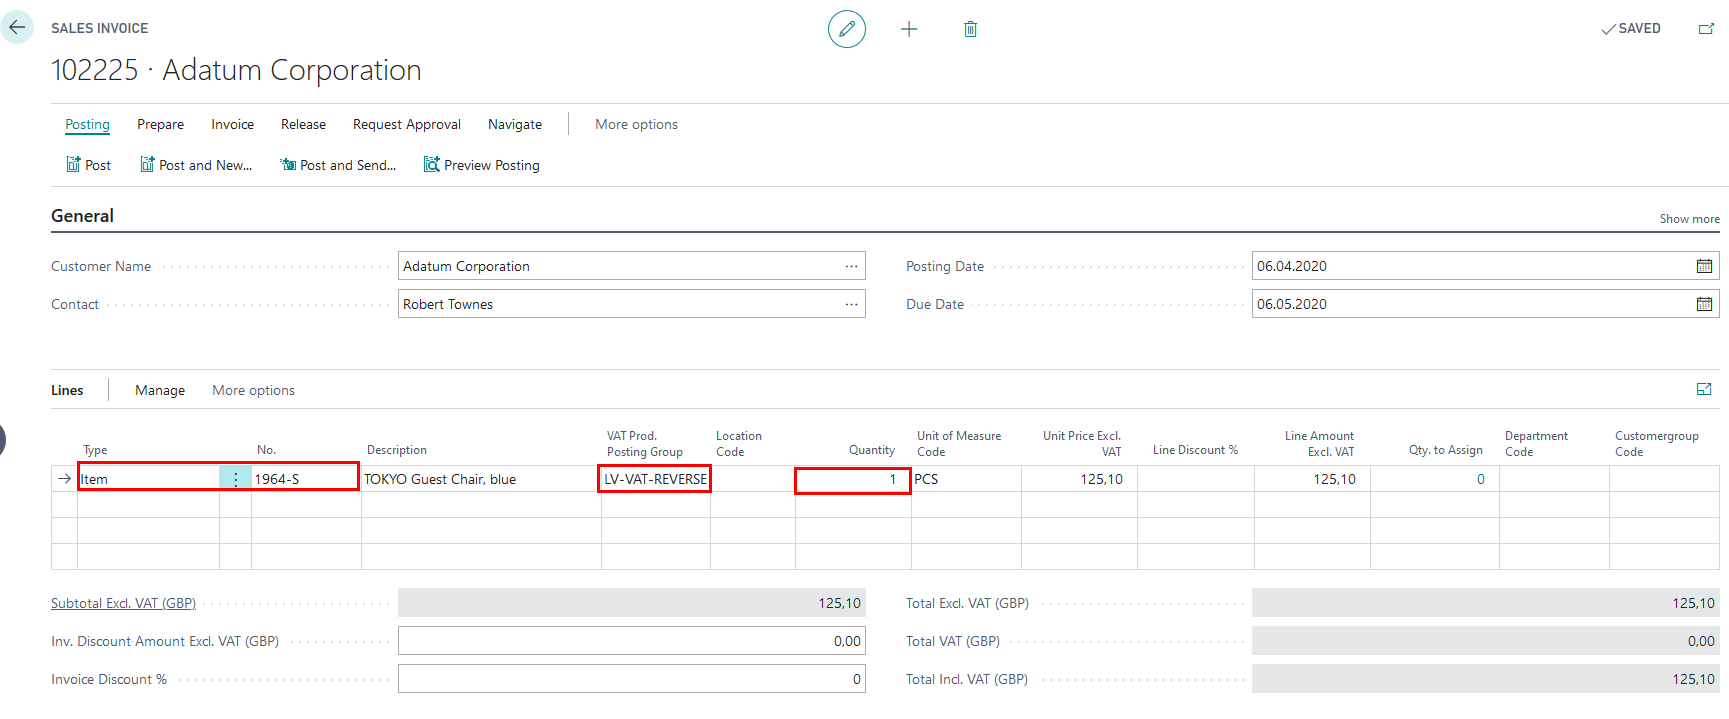 SALES INVOICE
SAVED
102225 · Adatum Corporation
Posting Prepare Invoice Release Request Approval Navigate More options
Post Post and New... Post and Send... Preview Posting
General Show more
Customer Name Adatum Corporation Posting Date 06.04.2020
Contact Robert Townes Due Date 06.05.2020
Lines Manage More options
Type No. Description VAT Prod. Posting Group Location Code Quantity Unit of Measure Code Unit Price Excl. VAT Line Discount % Line Amount Excl. VAT Qty. to Assign Department Code Customergroup Code
Item 1964-S TOKYO Guest Chair, blue LV-VAT-REVERSE 1 PCS 125,10 125,10 0
Subtotal Excl. VAT (GBP) 125,10 Total Excl. VAT (GBP) 125,10
Inv. Discount Amount Excl. VAT (GBP) 0,00 Total VAT (GBP) 0,00
Invoice Discount % 0 Total Incl. VAT (GBP) 125,10